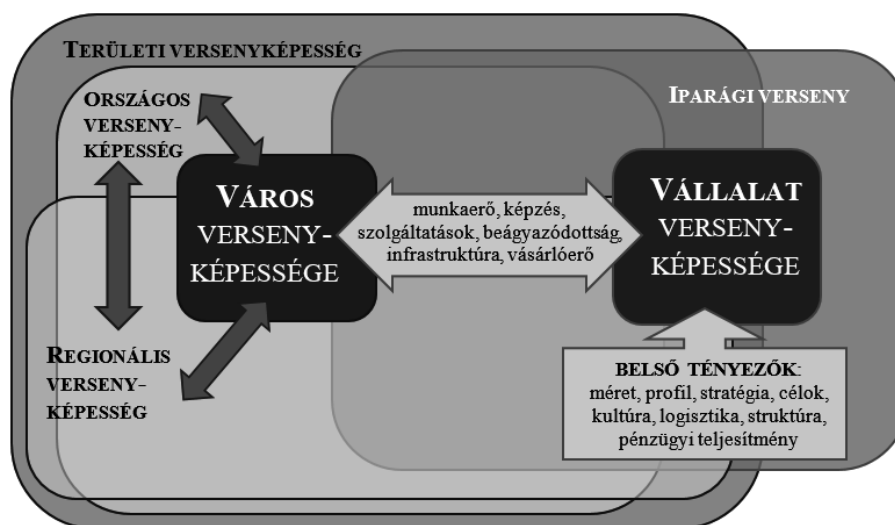 TERÜLETI VERSENYKÉPESSÉG
ORSZÁGOS
VERSENY-
KÉPESSÉG
IPARÁGI VERSENY
VÁROS
VERSENY-
KÉPESSÉGE
munkaerő, képzés,
szolgáltatások, beágyazódottság,
infrastruktúra, vásárlóerő
VÁLLALAT
VERSENY-
KÉPESSÉGE
REGIONÁLIS
VERSENY-
KÉPESSÉG
BELSŐ TÉNYEZŐK:
méret, profil, stratégia, célok,
kultúra, logisztika, struktúra,
pénzügyi teljesítmény